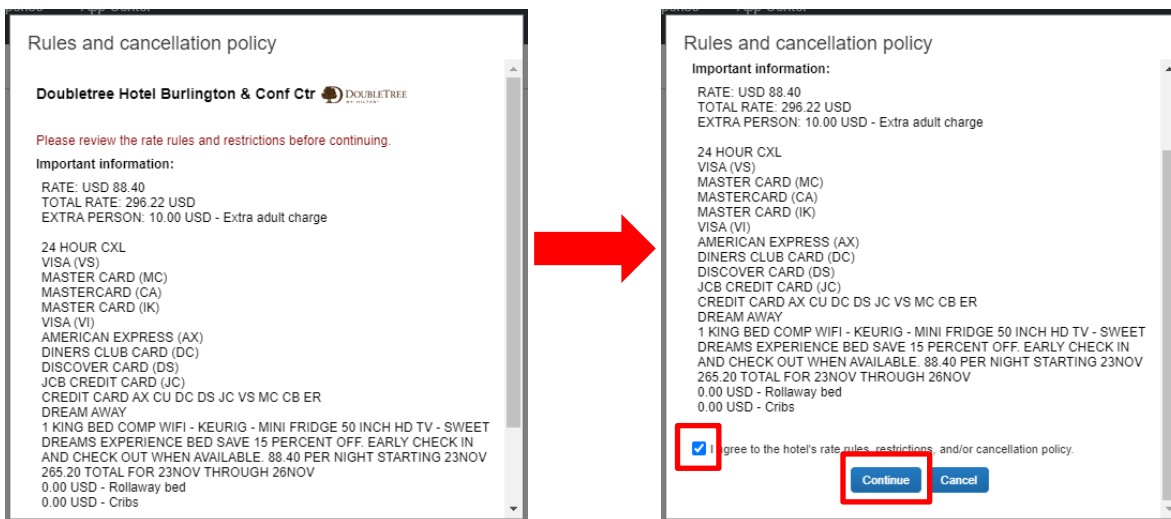 App Center
Rules and cancellation policy
Doubletree Hotel Burlington & Conf Ctr DOUBLETREE
BY HILTON
Please review the rate rules and restrictions before continuing.
Important information:
RATE: USD 88.40
TOTAL RATE: 296.22 USD
EXTRA PERSON: 10.00 USD - Extra adult charge
24 HOUR CXL
VISA (VS)
MASTER CARD (MC)
MASTERCARD (CA)
MASTER CARD (IK)
VISA (VI)
AMERICAN EXPRESS (AX)
DINERS CLUB CARD (DC)
DISCOVER CARD (DS)
JCB CREDIT CARD (JC)
CREDIT CARD AX CU DC DS JC VS MC CB ER
DREAM AWAY
1 KING BED COMP WIFI - KEURIG - MINI FRIDGE 50 INCH HD TV - SWEET
DREAMS EXPERIENCE BED SAVE 15 PERCENT OFF. EARLY CHECK IN
AND CHECK OUT WHEN AVAILABLE. 88.40 PER NIGHT STARTING 23NOV
265.20 TOTAL FOR 23NOV THROUGH 26NOV
0.00 USD - Rollaway bed
0.00 USD - Cribs
App Center
Rules and cancellation policy
Important information:
RATE: USD 88.40
TOTAL RATE: 296.22 USD
EXTRA PERSON: 10.00 USD - Extra adult charge
24 HOUR CXL
VISA (VS)
MASTER CARD (MC)
MASTERCARD (CA)
MASTER CARD (IK)
VISA (VI)
AMERICAN EXPRESS (AX)
DINERS CLUB CARD (DC)
DISCOVER CARD (DS)
JCB CREDIT CARD (JC)
CREDIT CARD AX CU DC DS JC VS MC CB ER
DREAM AWAY
1 KING BED COMP WIFI - KEURIG - MINI FRIDGE 50 INCH HD TV - SWEET
DREAMS EXPERIENCE BED SAVE 15 PERCENT OFF. EARLY CHECK IN
AND CHECK OUT WHEN AVAILABLE. 88.40 PER NIGHT STARTING 23NOV
265.20 TOTAL FOR 23NOV THROUGH 26NOV
0.00 USD - Rollaway bed
0.00 USD - Cribs
I agree to the hotel's rate rules, restrictions, and/or cancellation policy.
Continue Cancel